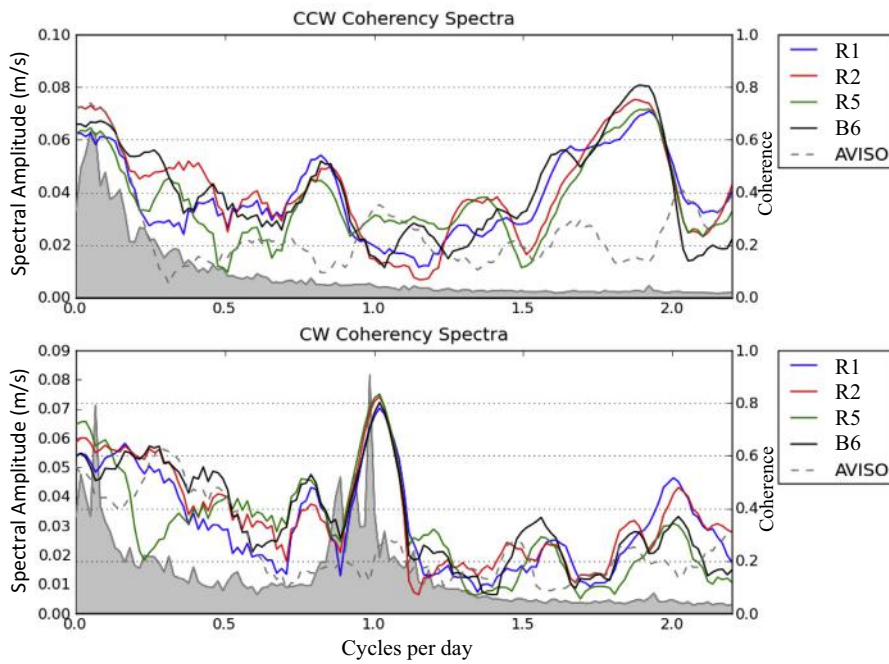 CCW Coherency Spectra
Spectral Amplitude (m/s)
0.10
0.08
0.06
0.04
0.02
0.00
0.0
0.5
1.0
1.5
2.0
1.0
0.8
0.6
0.4
0.2
0.0
Coherence
R1
R2
R5
B6
AVISO
CW Coherency Spectra
Spectral Amplitude (m/s)
0.09
0.08
0.07
0.06
0.05
0.04
0.03
0.02
0.01
0.00
0.0
0.5
1.0
1.5
2.0
Cycles per day
1.0
0.8
0.6
0.4
0.2
0.0
Coherence
R1
R2
R5
B6
AVISO